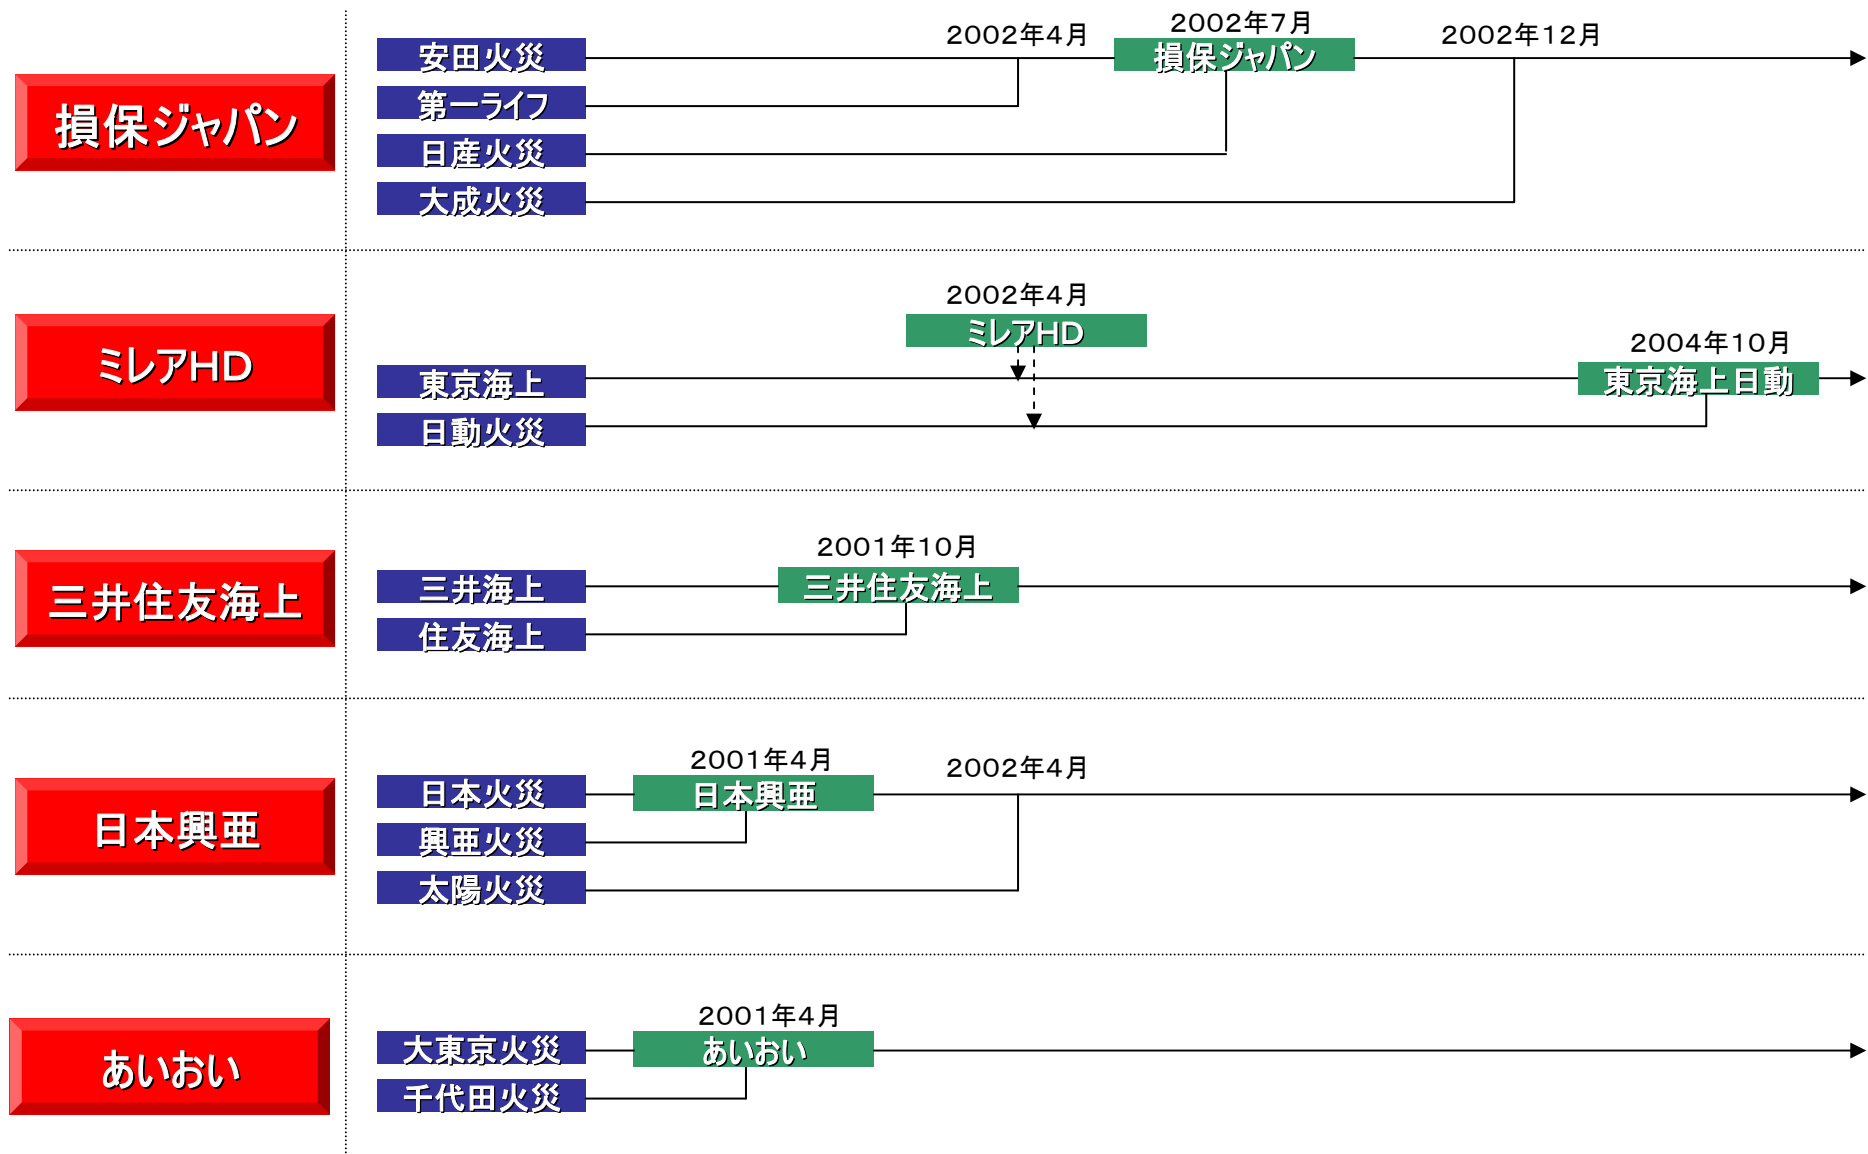 損保ジャパン
2002年4月
2002年7月
2002年12月
安田火災
損保ジャパン
第一ライフ
日産火災
大成火災
ミレアHD
2002年4月
ミレアHD
2004年10月
東京海上
東京海上日動
日動火災
三井住友海上
2001年10月
三井海上
三井住友海上
住友海上
日本興亜
2001年4月
2002年4月
日本火災
日本興亜
興亜火災
太陽火災
あいおい
2001年4月
大東京火災
あいおい
千代田火災